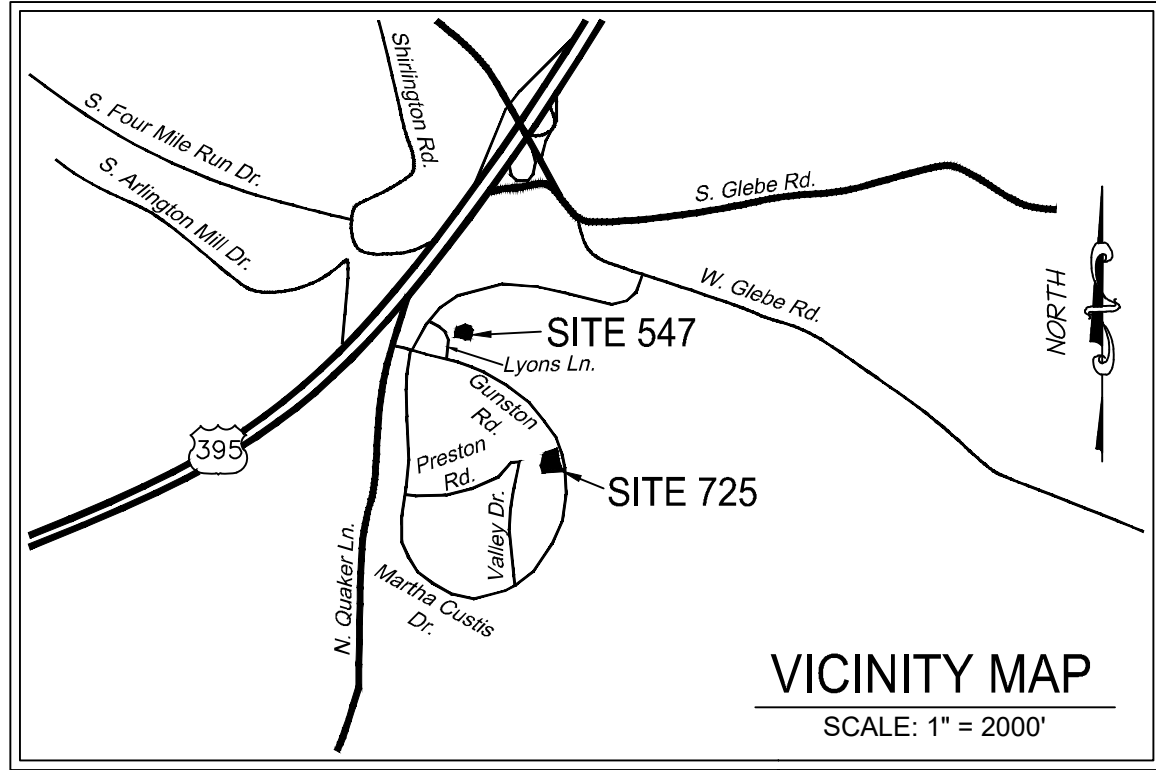 Shirlington Rd.
S. Four Mile Run Dr.
S. Arlington Mill Dr.
S. Glebe Rd.
W. Glebe Rd.
NORTH
SITE 547
Lyons Ln.
Gunston
Rd.
395
Preston
Rd.
SITE 725
Valley Dr.
N. Quaker Ln.
Martha Custis
Dr.
VICINITY MAP
SCALE: 1" = 2000'